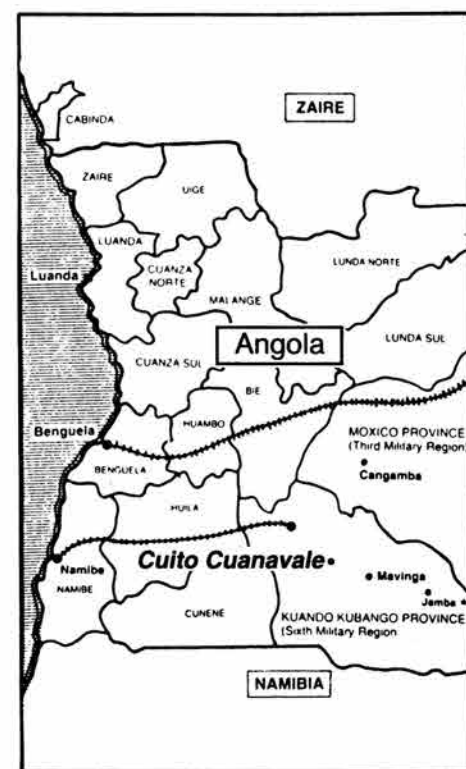 ZAIRE
CABINDA
ZAIRE
UIGE
LUANDA
LUNDA NORTE
Luanda
CUANZA
NORTE
MALANGE
Angola
LUNDA SUL
CUANZA SUL
BIE
Benguela
HUAMBO
MOXICO PROVINCE
(Third Military Region)
BENGUELA
Cangamba
HUILA
Cuito Cuanavale
Namibe
Mavinga
NAMIBE
Jamba
CUNENE
KUANDO KUBANGO PROVINCE
(Sixth Military Region
NAMIBIA